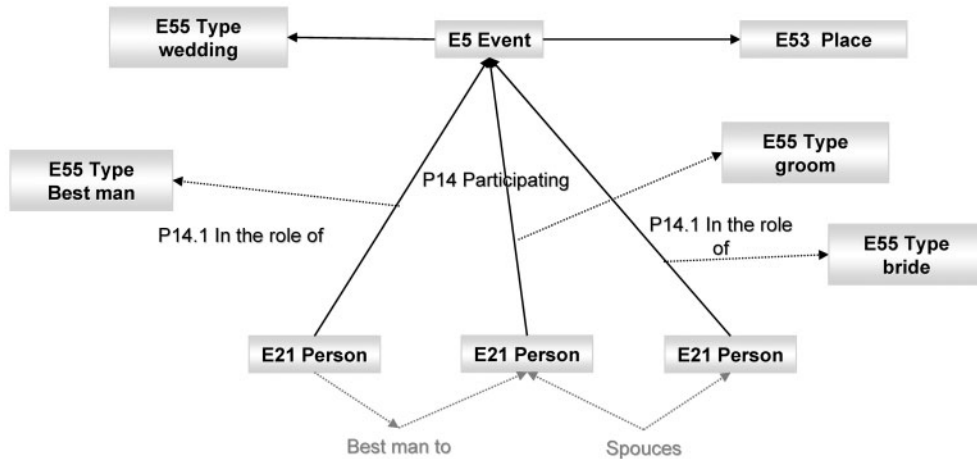 E55 Type
wedding
E5 Event
E53 Place
E55 Type
Best man
P14 Participating
E55 Type
groom
P14.1 In the role of
P14.1 In the role
of
E55 Type
bride
E21 Person
E21 Person
E21 Person
Best man to
Spouces